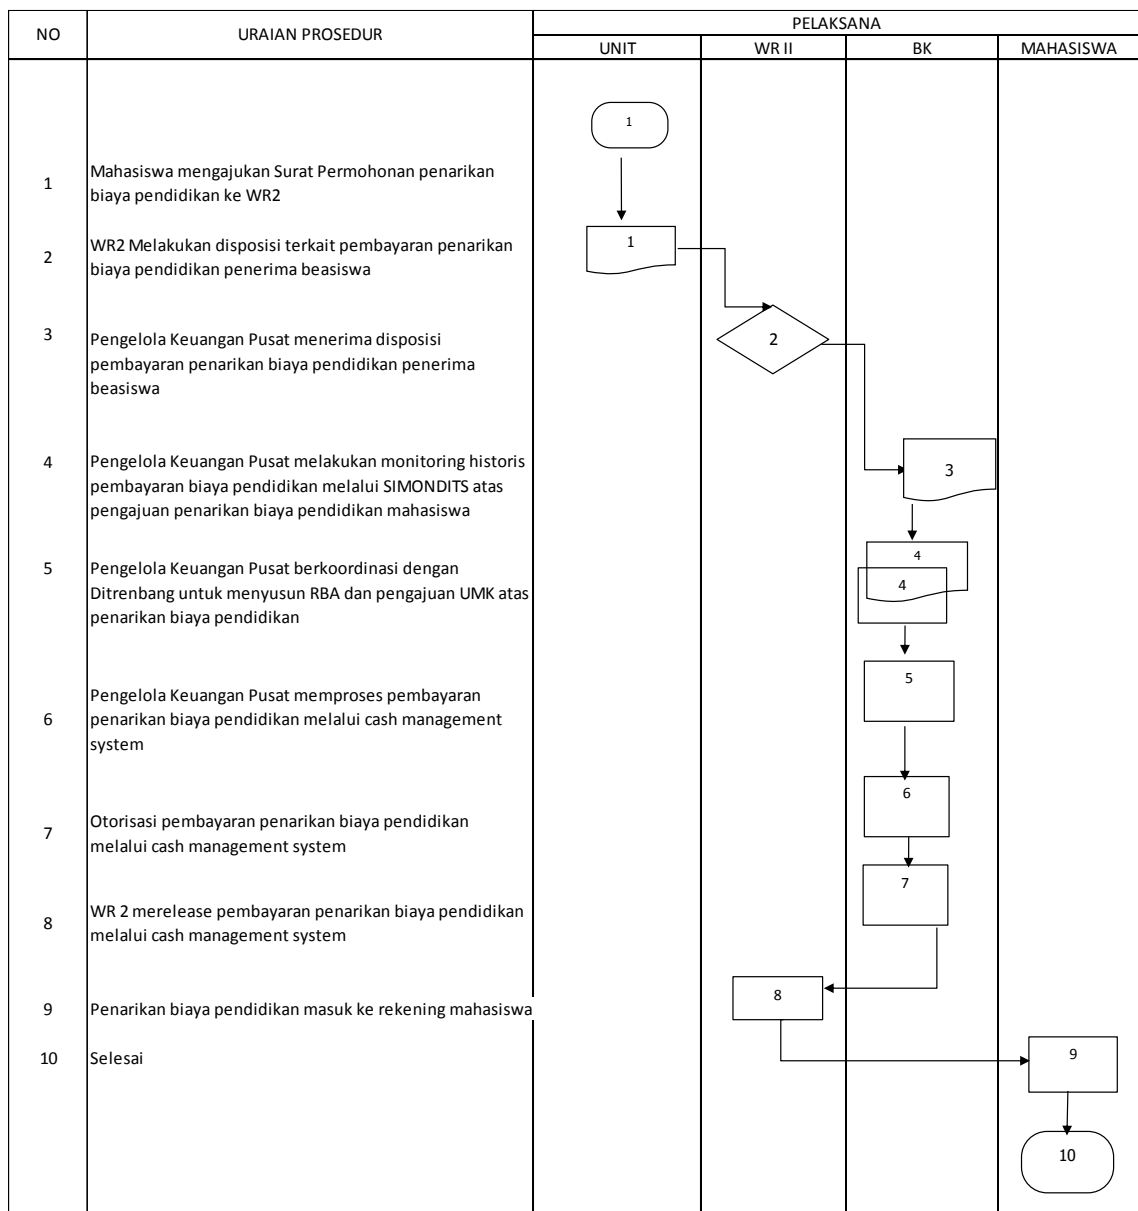 NO
URAIAN PROSEDUR
PELAKSANA
UNIT
WR II
BK
MAHASISWA
1
1
Mahasiswa mengajukan Surat Permohonan penarikan
biaya pendidikan ke WR2
2
WR2 Melakukan disposisi terkait pembayaran penarikan
biaya pendidikan penerima beasiswa
1
3
Pengelola Keuangan Pusat menerima disposisi
pembayaran penarikan biaya pendidikan penerima
beasiswa
2
4
Pengelola Keuangan Pusat melakukan monitoring historis
pembayaran biaya pendidikan melalui SIMONDITS atas
pengajuan penarikan biaya pendidikan mahasiswa
3
5
Pengelola Keuangan Pusat berkoordinasi dengan
Ditrenbang untuk menyusun RBA dan pengajuan UMK atas
penarikan biaya pendidikan
4
4
6
Pengelola Keuangan Pusat memproses pembayaran
penarikan biaya pendidikan melalui cash management
system
5
7
Otorisasi pembayaran penarikan biaya pendidikan
melalui cash management system
6
8
WR 2 merelease pembayaran penarikan biaya pendidikan
melalui cash management system
7
9
Penarikan biaya pendidikan masuk ke rekening mahasiswa
8
10
Selesai
9
10